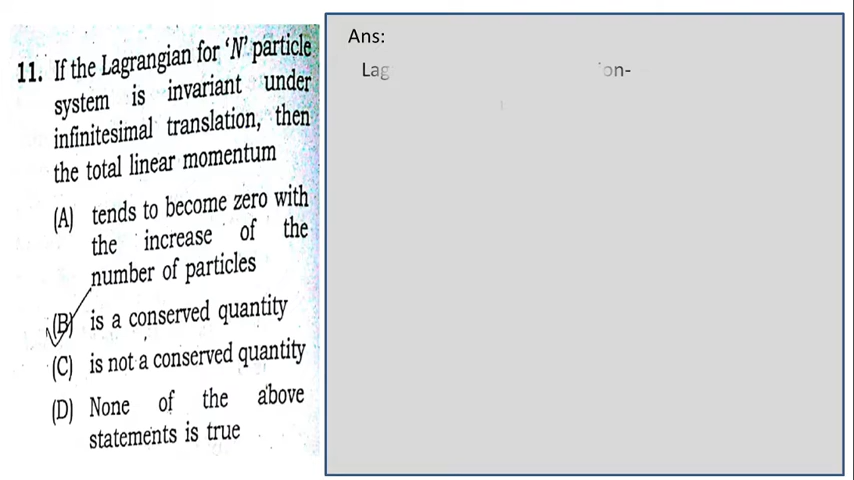 11. If the Lagrangian for 'N' particle
system is invariant under
infinitesimal translation, then
the total linear momentum
(A) tends to become zero with
the increase of the
number of particles
(B) is a conserved quantity
(C) is not a conserved quantity
(D) None of the above
statements is true
Ans: